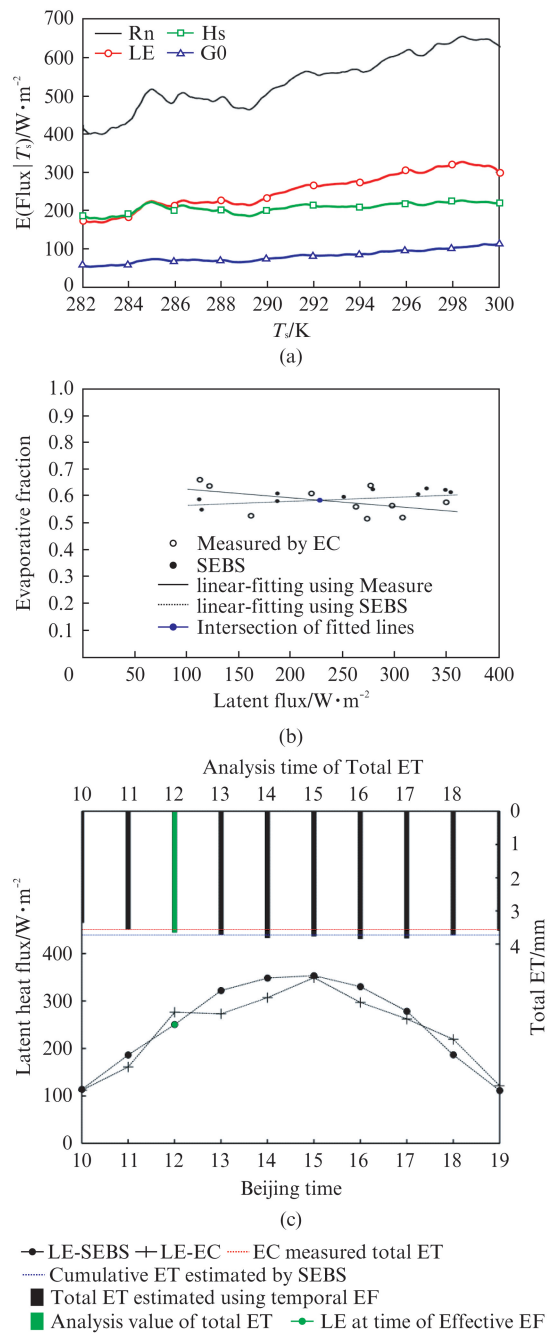 700
600
500
400
300
200
100
0
E(Flux|Tₛ)/W·m⁻²
Rn
Hs
LE
G0
282 284 286 288 290 292 294 296 298 300
Tₛ/K
(a)
1.0
0.9
0.8
0.7
0.6
0.5
0.4
0.3
0.2
0.1
Evaporative fraction
Measured by EC
SEBS
linear-fitting using Measure
linear-fitting using SEBS
Intersection of fitted lines
0 50 100 150 200 250 300 350 400
Latent flux/W·m⁻²
(b)
Analysis time of Total ET
10 11 12 13 14 15 16 17 18
0
1
2
3
4
Total ET/mm
400
300
200
100
0
Latent heat flux/W·m⁻²
10 11 12 13 14 15 16 17 18 19
Beijing time
(c)
LE-SEBS LE-EC EC measured total ET
Cumulative ET estimated by SEBS
Total ET estimated using temporal EF
Analysis value of total ET LE at time of Effective EF